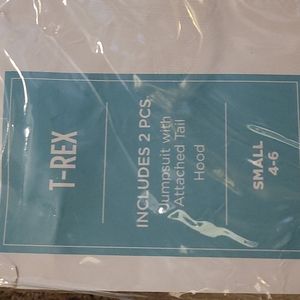 T-REX
INCLUDES 2 PCS
Jumpsuit with
Attached Tail
Hood
SMALL
4-6